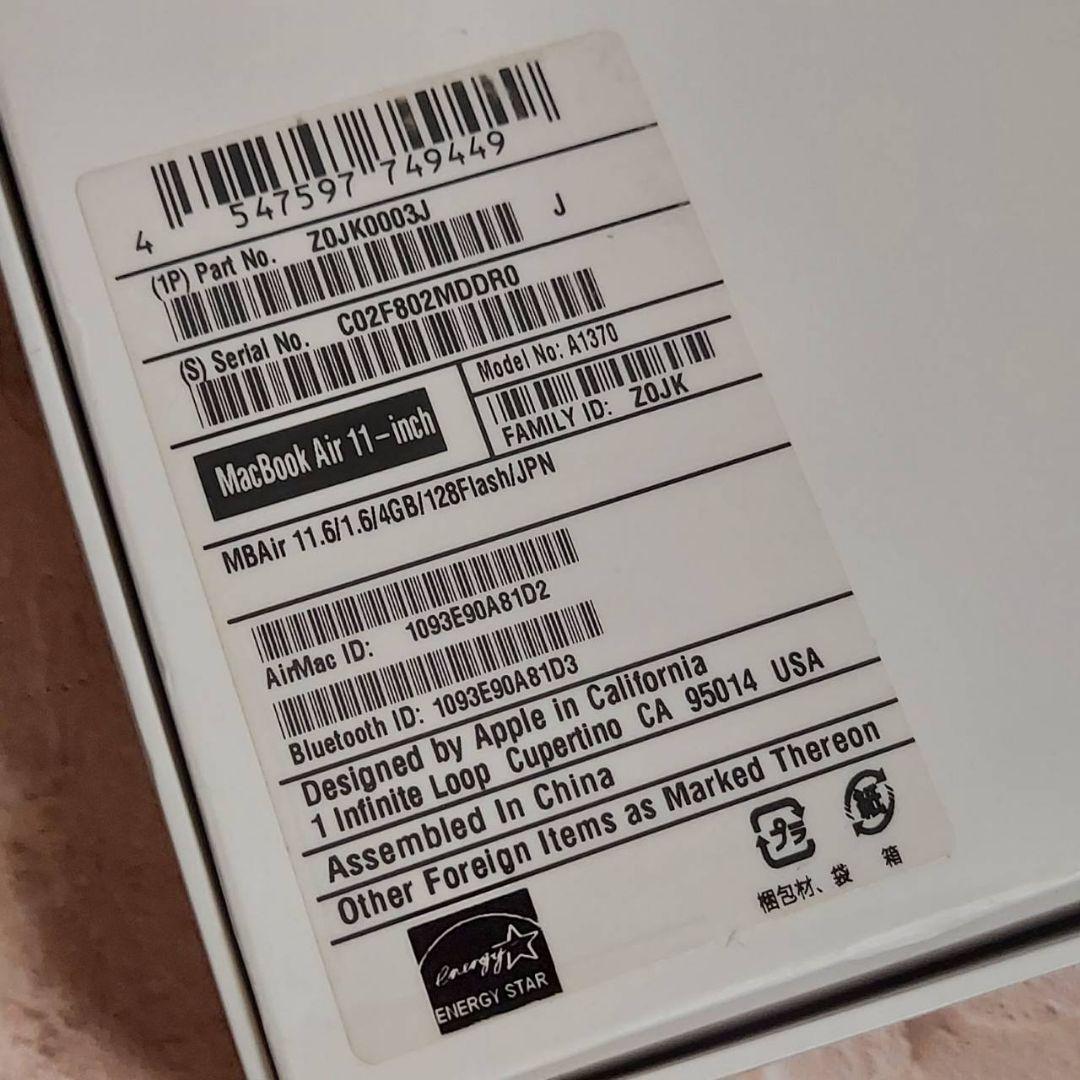 4 547597 749449
(1P) Part No. Z0JK0003J J
(S) Serial No. C02F802MDDR0
MacBook Air 11-inch
Model No: A1370
FAMILY ID: Z0JK
MBAir 11.6/1.6/4GB/128Flash/JPN
AirMac ID: 1093E90A81D2
Bluetooth ID: 1093E90A81D3
Designed by Apple in California
1 Infinite Loop Cupertino CA 95014 USA
Assembled In China
Other Foreign Items as Marked Thereon
プラ 紙
梱包材、袋 箱
energy
ENERGY STAR